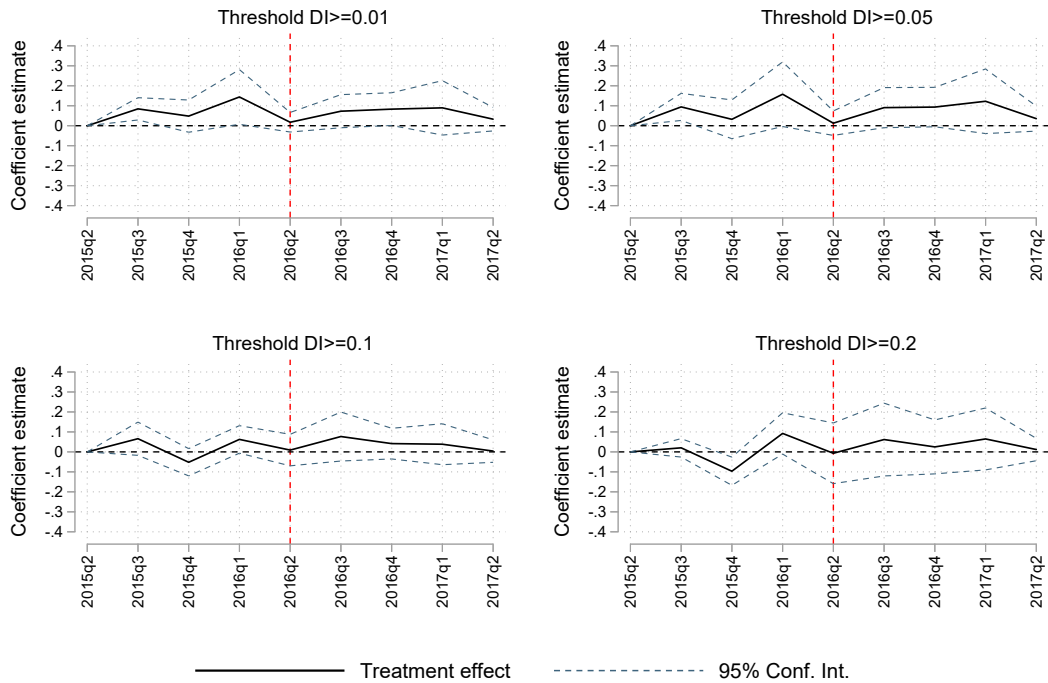 Threshold DI>=0.01
Coefficient estimate
.4
.3
.2
.1
0
-.1
-.2
-.3
-.4
2015q2
2015q3
2015q4
2016q1
2016q2
2016q3
2016q4
2017q1
2017q2
Threshold DI>=0.05
Coefficient estimate
.4
.3
.2
.1
0
-.1
-.2
-.3
-.4
2015q2
2015q3
2015q4
2016q1
2016q2
2016q3
2016q4
2017q1
2017q2
Threshold DI>=0.1
Coefficient estimate
.4
.3
.2
.1
0
-.1
-.2
-.3
-.4
2015q2
2015q3
2015q4
2016q1
2016q2
2016q3
2016q4
2017q1
2017q2
Threshold DI>=0.2
Coefficient estimate
.4
.3
.2
.1
0
-.1
-.2
-.3
-.4
2015q2
2015q3
2015q4
2016q1
2016q2
2016q3
2016q4
2017q1
2017q2
Treatment effect
95% Conf. Int.